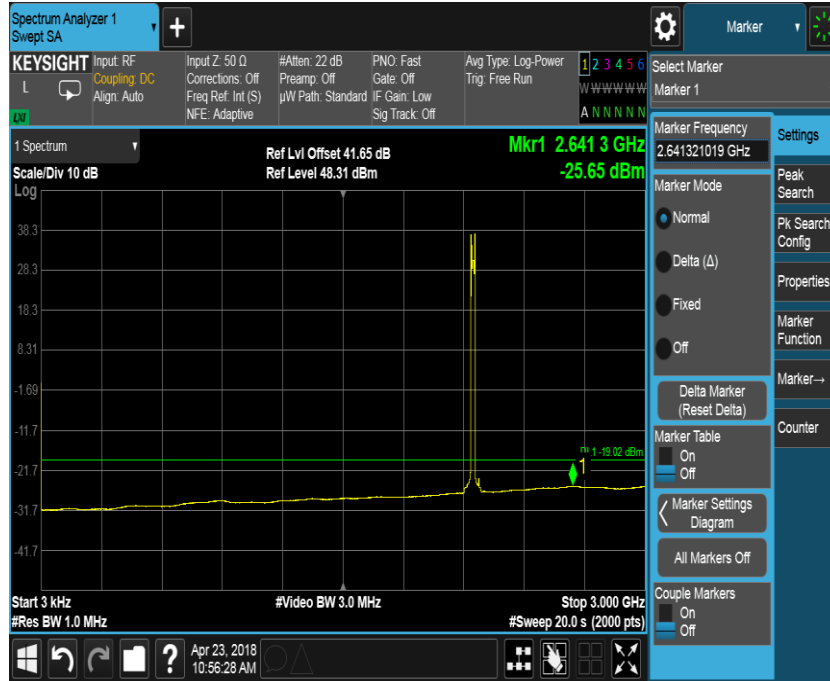 Spectrum Analyzer 1
Swept SA
+
Marker
KEYSIGHT
L
LXI
Input: RF
Coupling: DC
Align: Auto
Input Z: 50 Ω
Corrections: Off
Freq Ref: Int (S)
NFE: Adaptive
#Atten: 22 dB
Preamp: Off
µW Path: Standard
PNO: Fast
Gate: Off
IF Gain: Low
Sig Track: Off
Avg Type: Log-Power
Trig: Free Run
1 2 3 4 5 6
W W W W W W
A N N N N N
Select Marker
Marker 1
1 Spectrum
Scale/Div 10 dB
Log
Ref Lvl Offset 41.65 dB
Ref Level 48.31 dBm
Mkr1 2.641 3 GHz
-25.65 dBm
38.3
28.3
18.3
8.31
-1.69
-11.7
-21.7
-31.7
-41.7
DL1 -19.02 dBm
1
Start 3 kHz
#Res BW 1.0 MHz
#Video BW 3.0 MHz
Stop 3.000 GHz
#Sweep 20.0 s (2000 pts)
Marker Frequency
2.641321019 GHz
Marker Mode
Normal
Delta (Δ)
Fixed
Off
Delta Marker
(Reset Delta)
Marker Table
On
Off
Marker Settings
Diagram
All Markers Off
Couple Markers
On
Off
Settings
Peak
Search
Pk Search
Config
Properties
Marker
Function
Marker→
Counter
?
Apr 23, 2018
10:56:28 AM